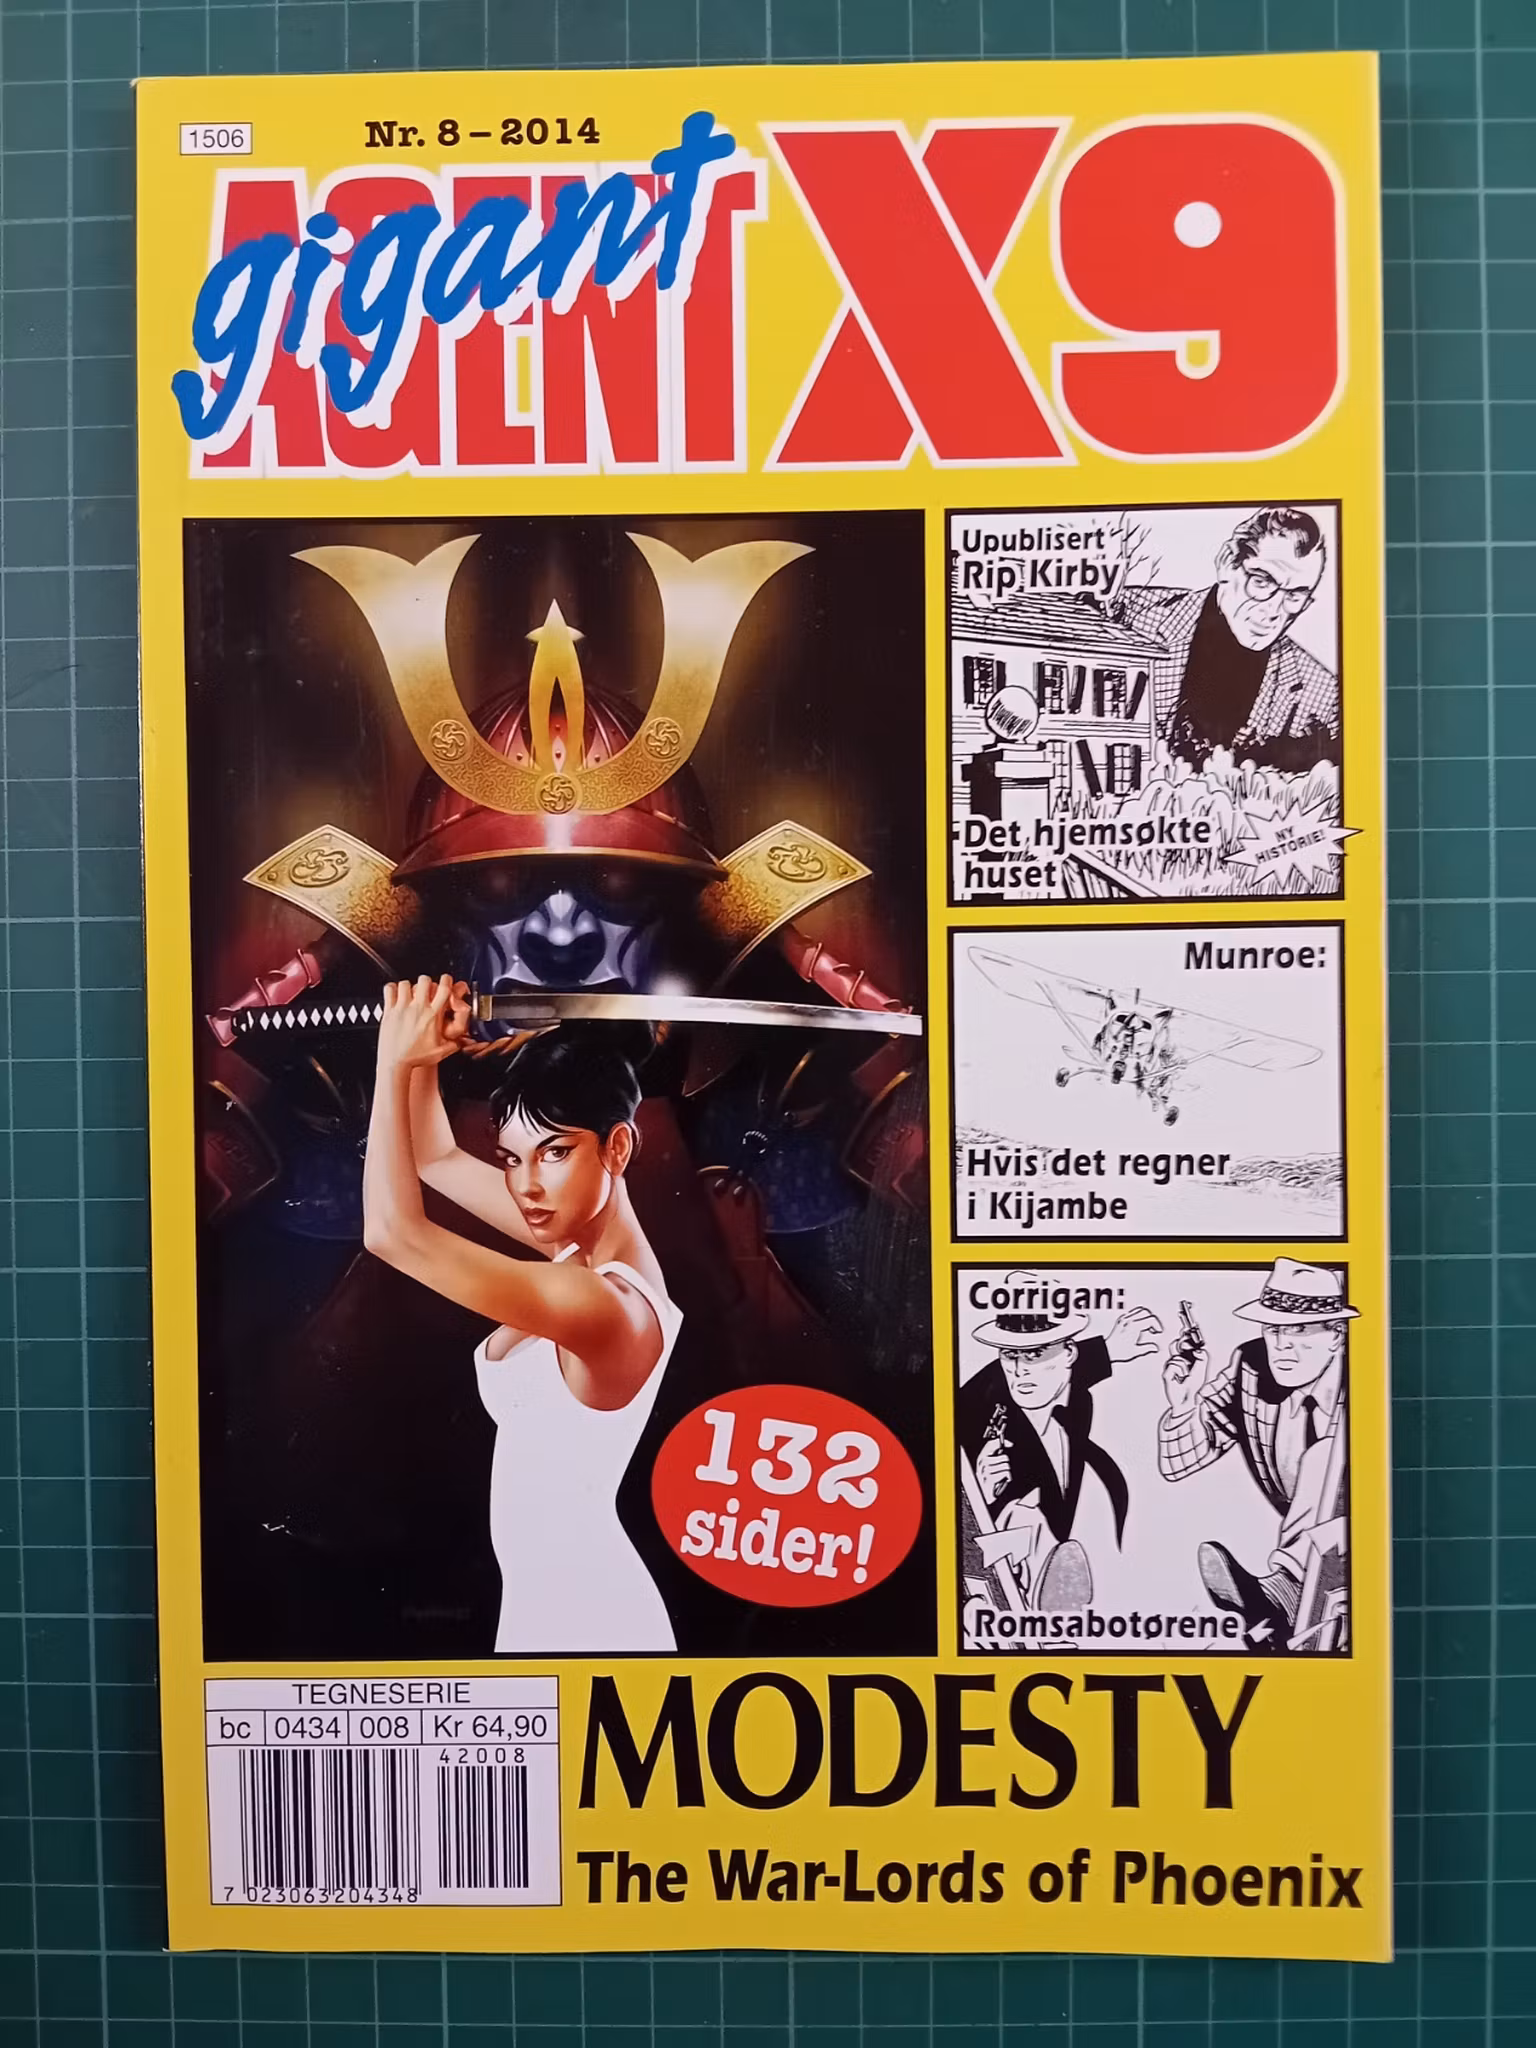 1506
Nr. 8 – 2014
AGENT X9
gigant
Upublisert
Rip Kirby
Det hjemsøkte
huset
NY
HISTORIE!
Munroe:
Hvis det regner
i Kijambe
Corrigan:
Romsabotørene
132
sider!
TEGNESERIE
bc 0434 008 Kr 64,90
42008
7 023063 204348
MODESTY
The War-Lords of Phoenix